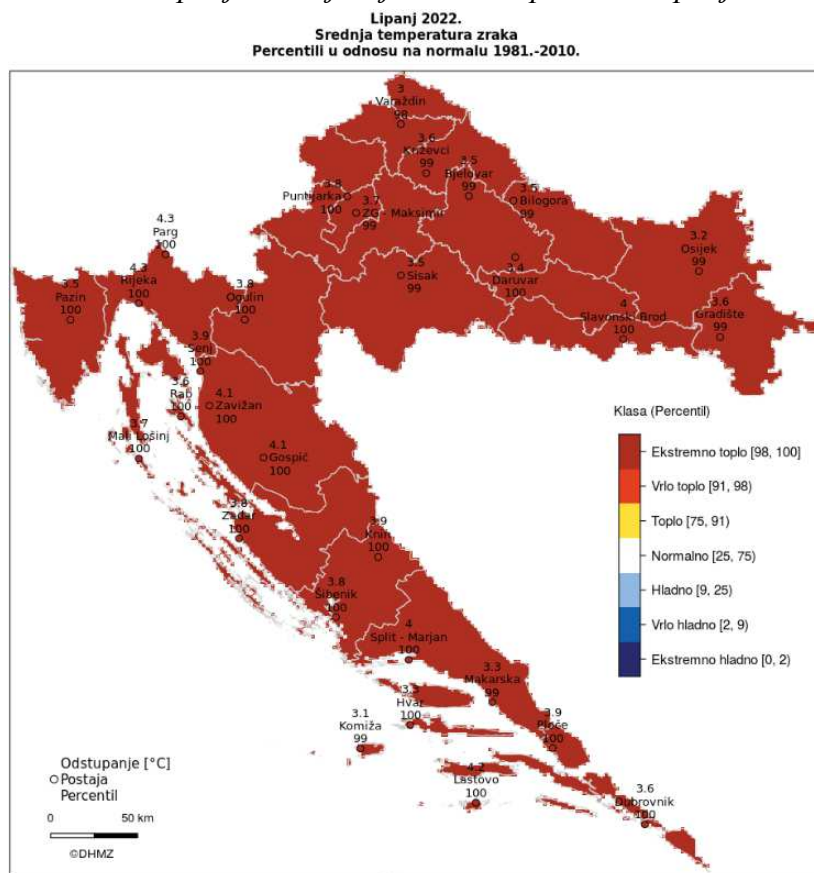 Lipanj 2022.
Srednja temperatura zraka
Percentili u odnosu na normalu 1981.-2010.
3
Varaždin
98
3.6
Križevci
99
3.5
Bjelovar
99
3.8
Puntijarka
100
3.7
ZG - Maksimir
99
3.5
Bilogora
99
4.3
Parg
100
3.2
Osijek
99
3.5
Pazin
100
4.3
Rijeka
100
3.8
Ogulin
100
3.5
Sisak
99
3.4
Daruvar
100
4
Slavonski Brod
100
3.6
Gradište
99
3.9
Senj
100
3.6
Rab
100
4.1
Zavižan
100
3.7
Mali Lošinj
100
4.1
Gospić
100
Klasa (Percentil)
Ekstremno toplo [98, 100]
Vrlo toplo [91, 98)
Toplo [75, 91)
Normalno [25, 75)
Hladno [9, 25)
Vrlo hladno [2, 9)
Ekstremno hladno [0, 2)
3.8
Zadar
100
3.9
Knin
100
3.8
Šibenik
100
4
Split - Marjan
100
3.3
Makarska
99
Hvar
100
3.1
Komiža
99
3.9
Ploče
100
4.2
Lastovo
100
3.6
Dubrovnik
100
Odstupanje [°C]
Postaja
Percentil
0 50 km
©DHMZ